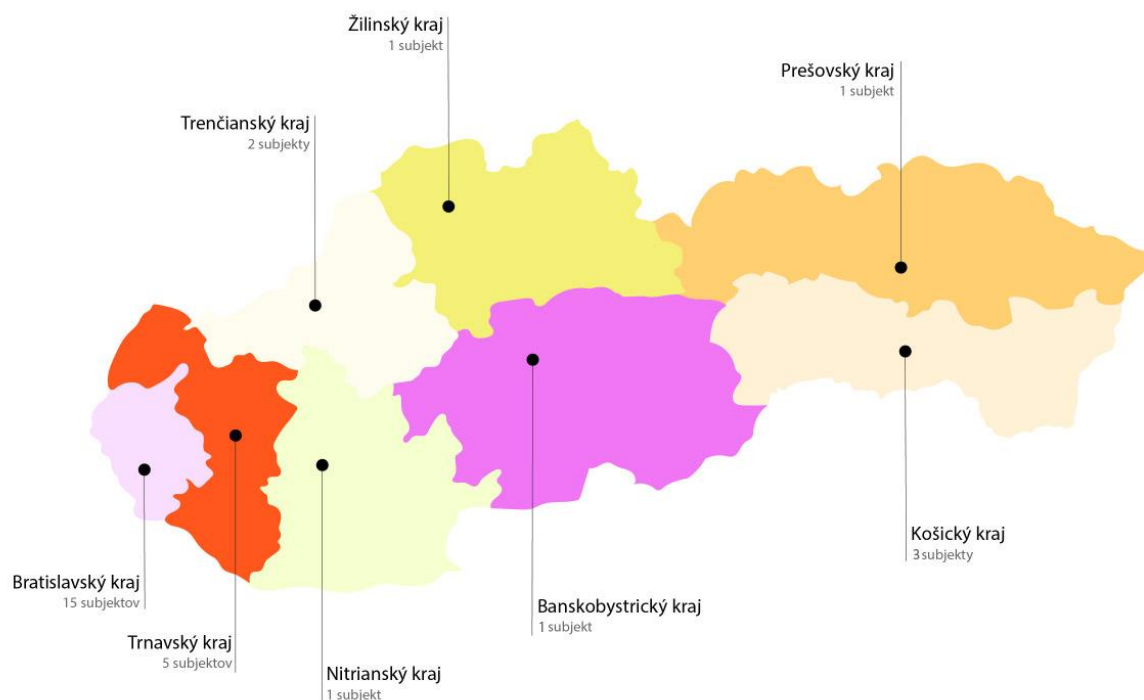 Žilinský kraj
1 subjekt
Prešovský kraj
1 subjekt
Trenčianský kraj
2 subjekty
Košický kraj
3 subjekty
Bratislavský kraj
15 subjektov
Banskobystrický kraj
1 subjekt
Trnavský kraj
5 subjektov
Nitrianský kraj
1 subjekt